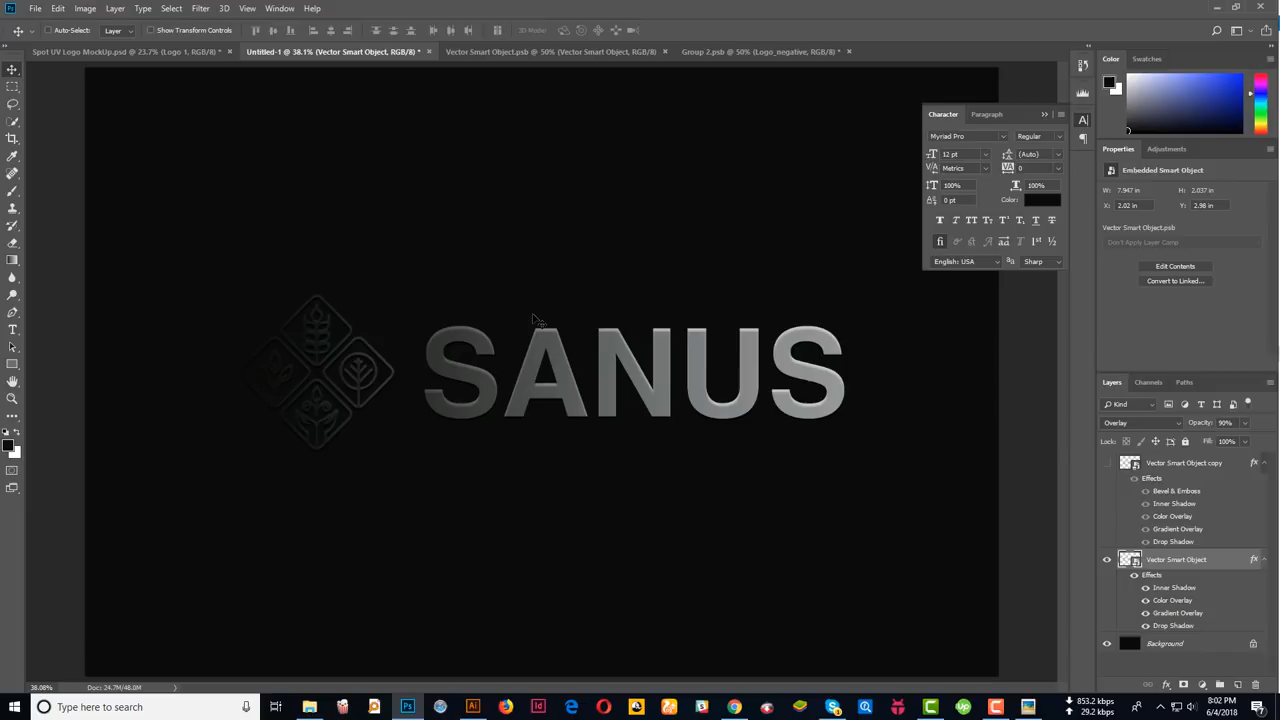 File Edit Image Layer Type Select Filter 3D View Window Help
Auto-Select: Layer Show Transform Controls 3D Mode:
Spot UV Logo MockUp.psd @ 23.7% (Logo 1, RGB/8) * ×
Untitled-1 @ 38.1% (Vector Smart Object, RGB/8) * ×
Vector Smart Object.psb @ 50% (Vector Smart Object, RGB/8) ×
Group 2.psb @ 50% (Logo_negative, RGB/8) * ×
SANUS
Character Paragraph
Myriad Pro Regular
12 pt (Auto)
Metrics 0
100% 100%
0 pt Color:
English: USA Sharp
Color Swatches
Properties Adjustments
Embedded Smart Object
W: 7.947 in H: 2.037 in
X: 2.02 in Y: 2.98 in
Vector Smart Object.psb
Don't Apply Layer Comp
Edit Contents
Convert to Linked...
Layers Channels Paths
Kind
Overlay Opacity: 90%
Lock: Fill: 100%
Vector Smart Object copy fx
Effects
Bevel & Emboss
Inner Shadow
Color Overlay
Gradient Overlay
Drop Shadow
Vector Smart Object fx
Effects
Inner Shadow
Color Overlay
Gradient Overlay
Drop Shadow
Background
38.08% Doc: 24.7M/48.0M
Type here to search
853.2 kbps
29.2 kbps
8:02 PM
6/4/2018